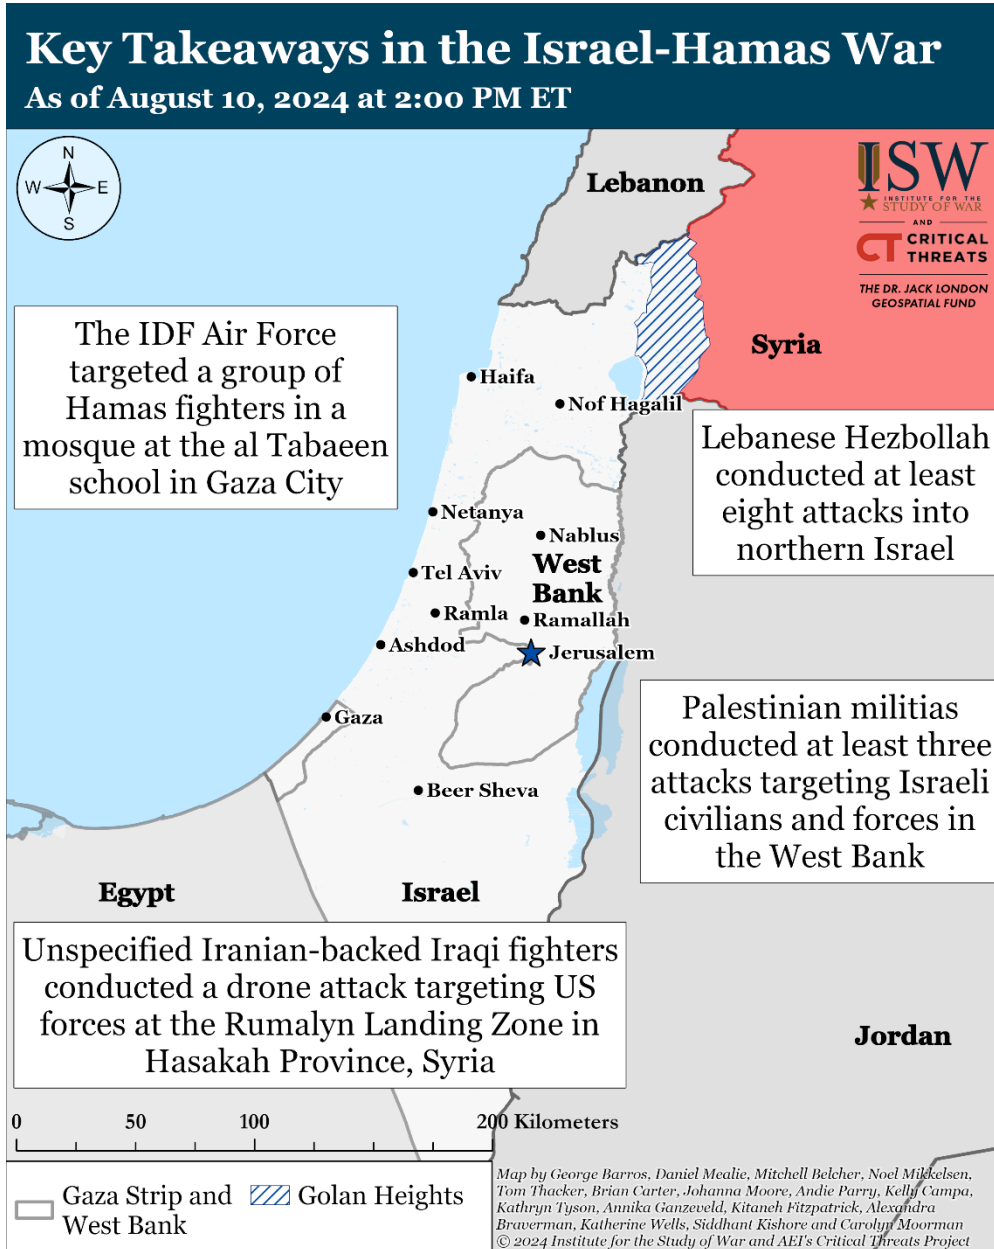 Key Takeaways in the Israel-Hamas War
As of August 10, 2024 at 2:00 PM ET
N
W
E
S
Lebanon
ISW
INSTITUTE FOR THE
STUDY OF WAR
AND
CT CRITICAL
THREATS
THE DR. JACK LONDON
GEOSPATIAL FUND
The IDF Air Force
targeted a group of
Hamas fighters in a
mosque at the al Tabaeen
school in Gaza City
Syria
Haifa
Nof Hagalil
Lebanese Hezbollah
conducted at least
eight attacks into
northern Israel
Netanya
Nablus
West
Bank
Tel Aviv
Ramla
Ramallah
Ashdod
Jerusalem
Gaza
Palestinian militias
conducted at least three
attacks targeting Israeli
civilians and forces in
the West Bank
Beer Sheva
Egypt
Israel
Unspecified Iranian-backed Iraqi fighters
conducted a drone attack targeting US
forces at the Rumalyn Landing Zone in
Hasakah Province, Syria
Jordan
0 50 100 200 Kilometers
Gaza Strip and
West Bank
Golan Heights
Map by George Barros, Daniel Mealie, Mitchell Belcher, Noel Mikkelsen,
Tom Thacker, Brian Carter, Johanna Moore, Andie Parry, Kelly Campa,
Kathryn Tyson, Annika Ganzeveld, Kitaneh Fitzpatrick, Alexandra
Braverman, Katherine Wells, Siddhant Kishore and Carolyn Moorman
© 2024 Institute for the Study of War and AEI's Critical Threats Project